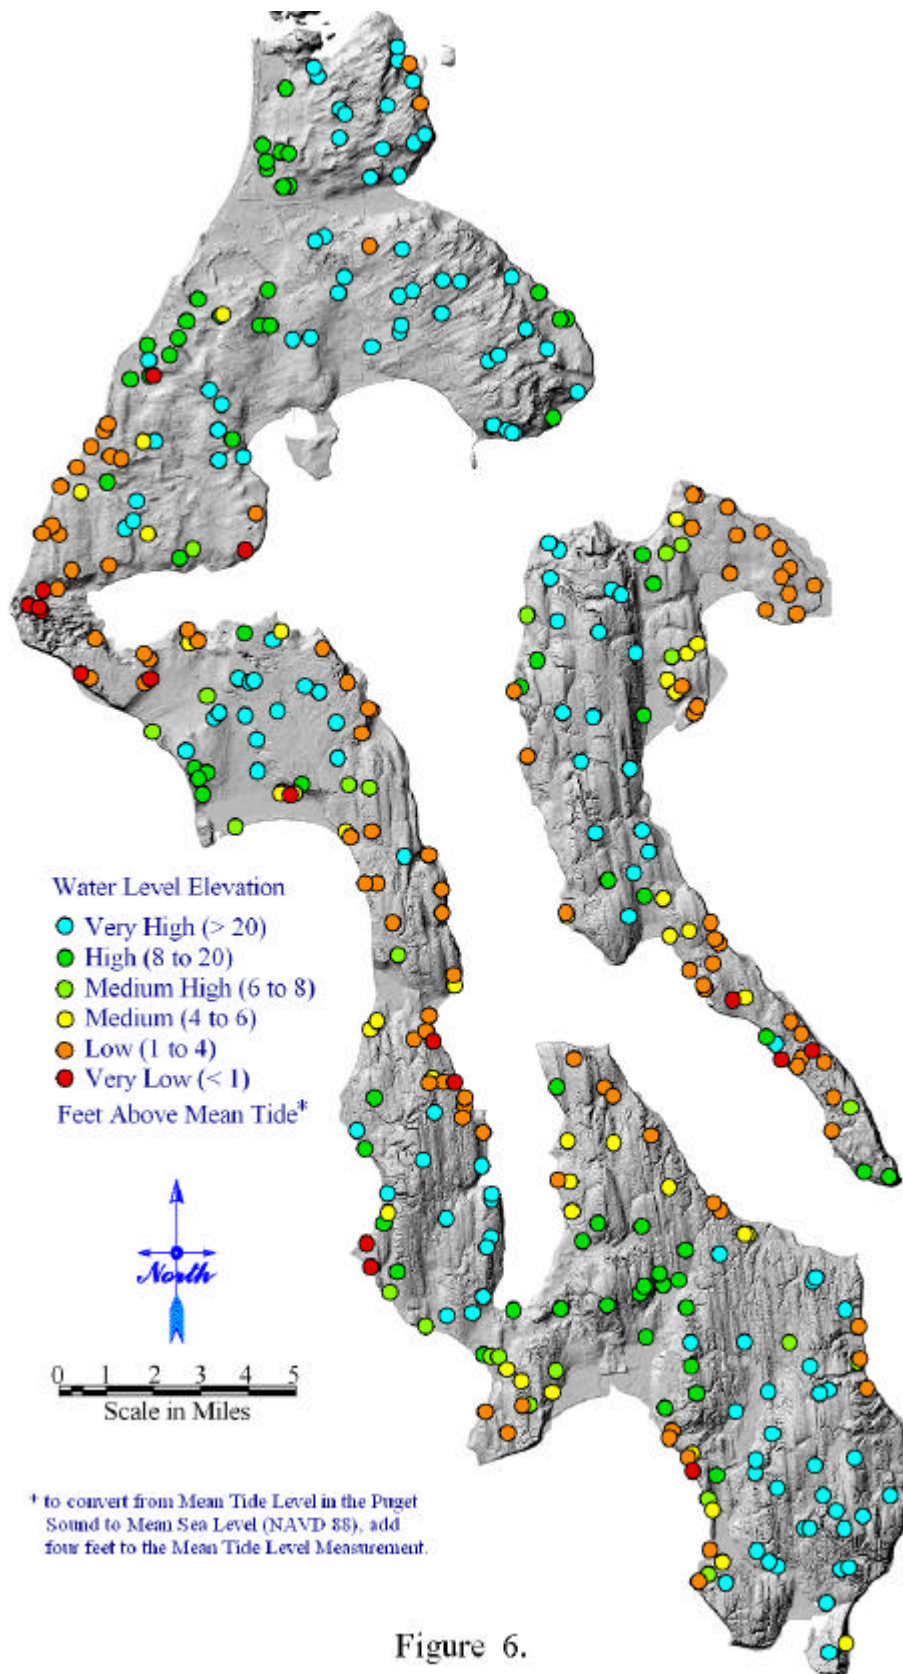 Water Level Elevation
Very High (> 20)
High (8 to 20)
Medium High (6 to 8)
Medium (4 to 6)
Low (1 to 4)
Very Low (< 1)
Feet Above Mean Tide*
North
0 1 2 3 4 5
Scale in Miles
* to convert from Mean Tide Level in the Puget
Sound to Mean Sea Level (NAVD 88), add
four feet to the Mean Tide Level Measurement.
Figure 6.